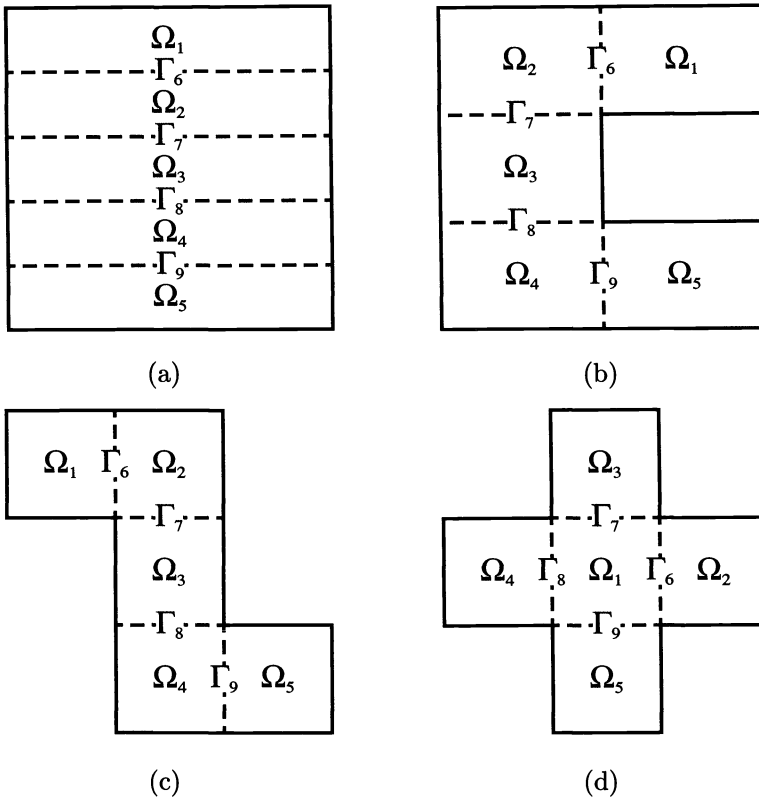 Ω₁
Γ₆
Ω₂
Γ₇
Ω₃
Γ₈
Ω₄
Γ₉
Ω₅
(a)
Ω₂ Γ₆ Ω₁
Γ₇
Ω₃
Γ₈
Ω₄ Γ₉ Ω₅
(b)
Ω₁ Γ₆ Ω₂
Γ₇
Ω₃
Γ₈
Ω₄ Γ₉ Ω₅
(c)
Ω₃
Γ₇
Ω₄ Γ₈ Ω₁ Γ₆ Ω₂
Γ₉
Ω₅
(d)